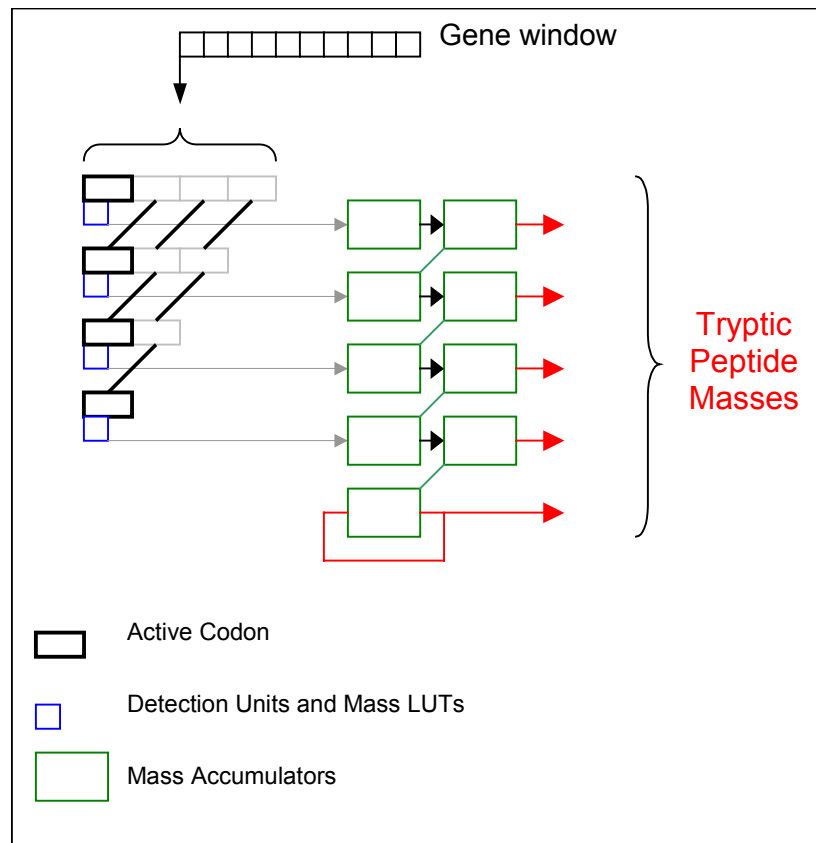 Gene window
Tryptic
Peptide
Masses
Active Codon
Detection Units and Mass LUTs
Mass Accumulators